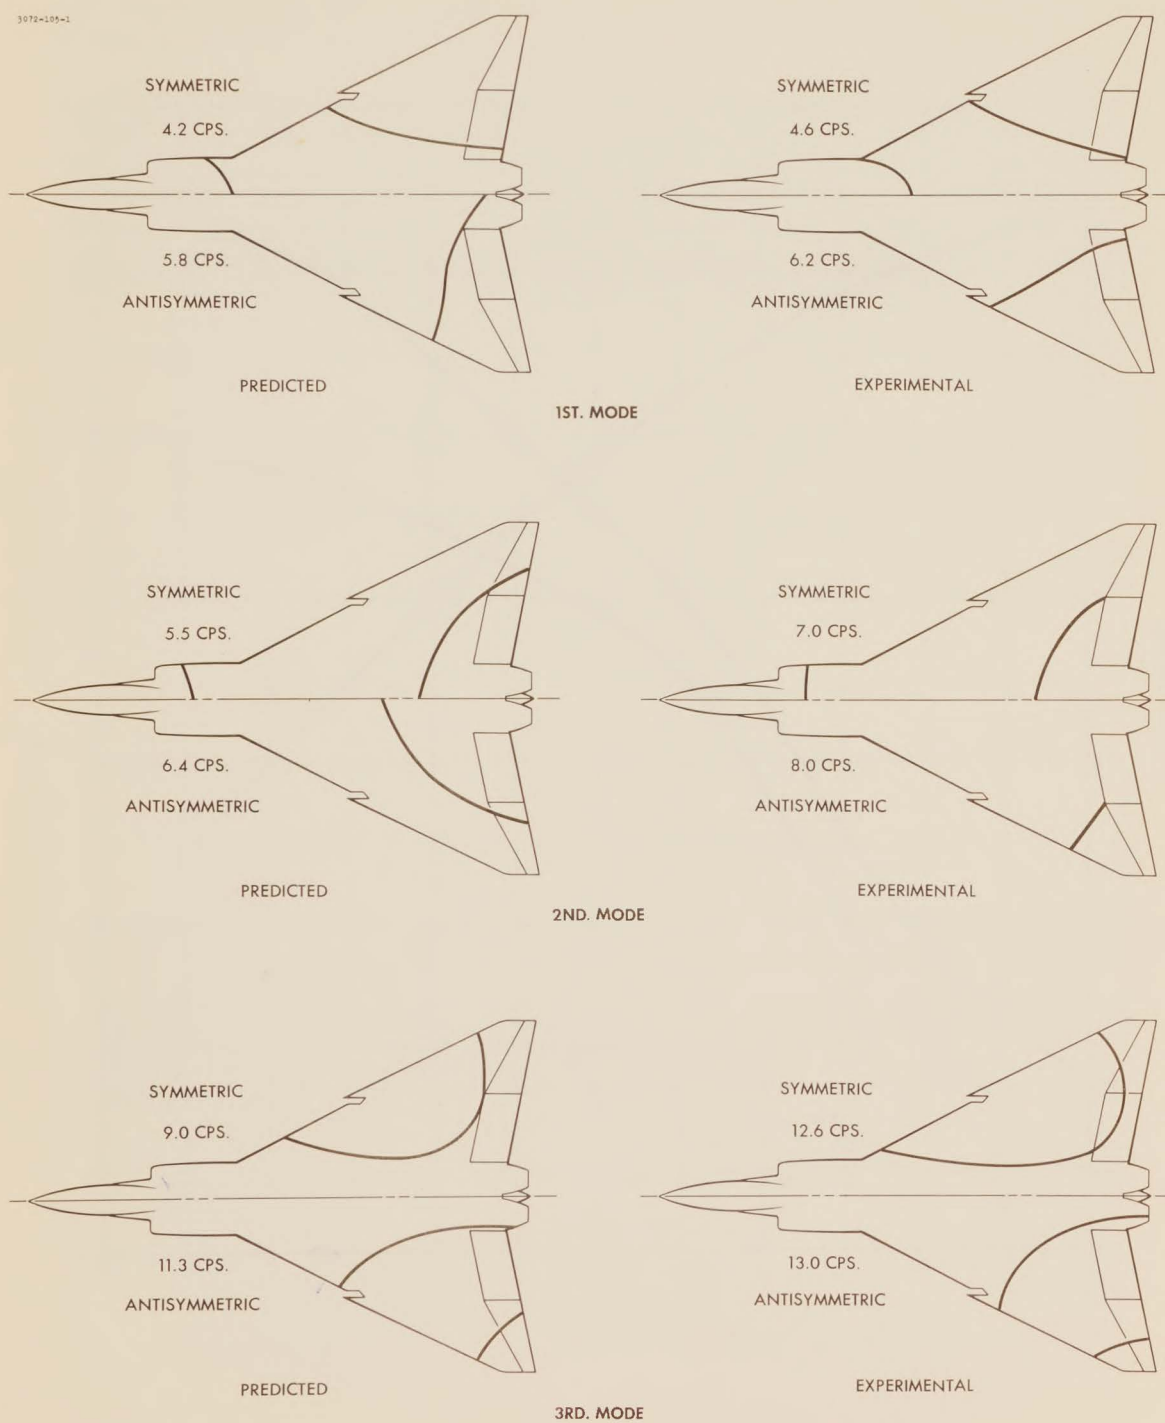 3072-105-1
SYMMETRIC
4.2 CPS.
5.8 CPS.
ANTISYMMETRIC
PREDICTED
SYMMETRIC
4.6 CPS.
6.2 CPS.
ANTISYMMETRIC
EXPERIMENTAL
1ST. MODE
SYMMETRIC
5.5 CPS.
6.4 CPS.
ANTISYMMETRIC
PREDICTED
SYMMETRIC
7.0 CPS.
8.0 CPS.
ANTISYMMETRIC
EXPERIMENTAL
2ND. MODE
SYMMETRIC
9.0 CPS.
11.3 CPS.
ANTISYMMETRIC
PREDICTED
SYMMETRIC
12.6 CPS.
13.0 CPS.
ANTISYMMETRIC
EXPERIMENTAL
3RD. MODE